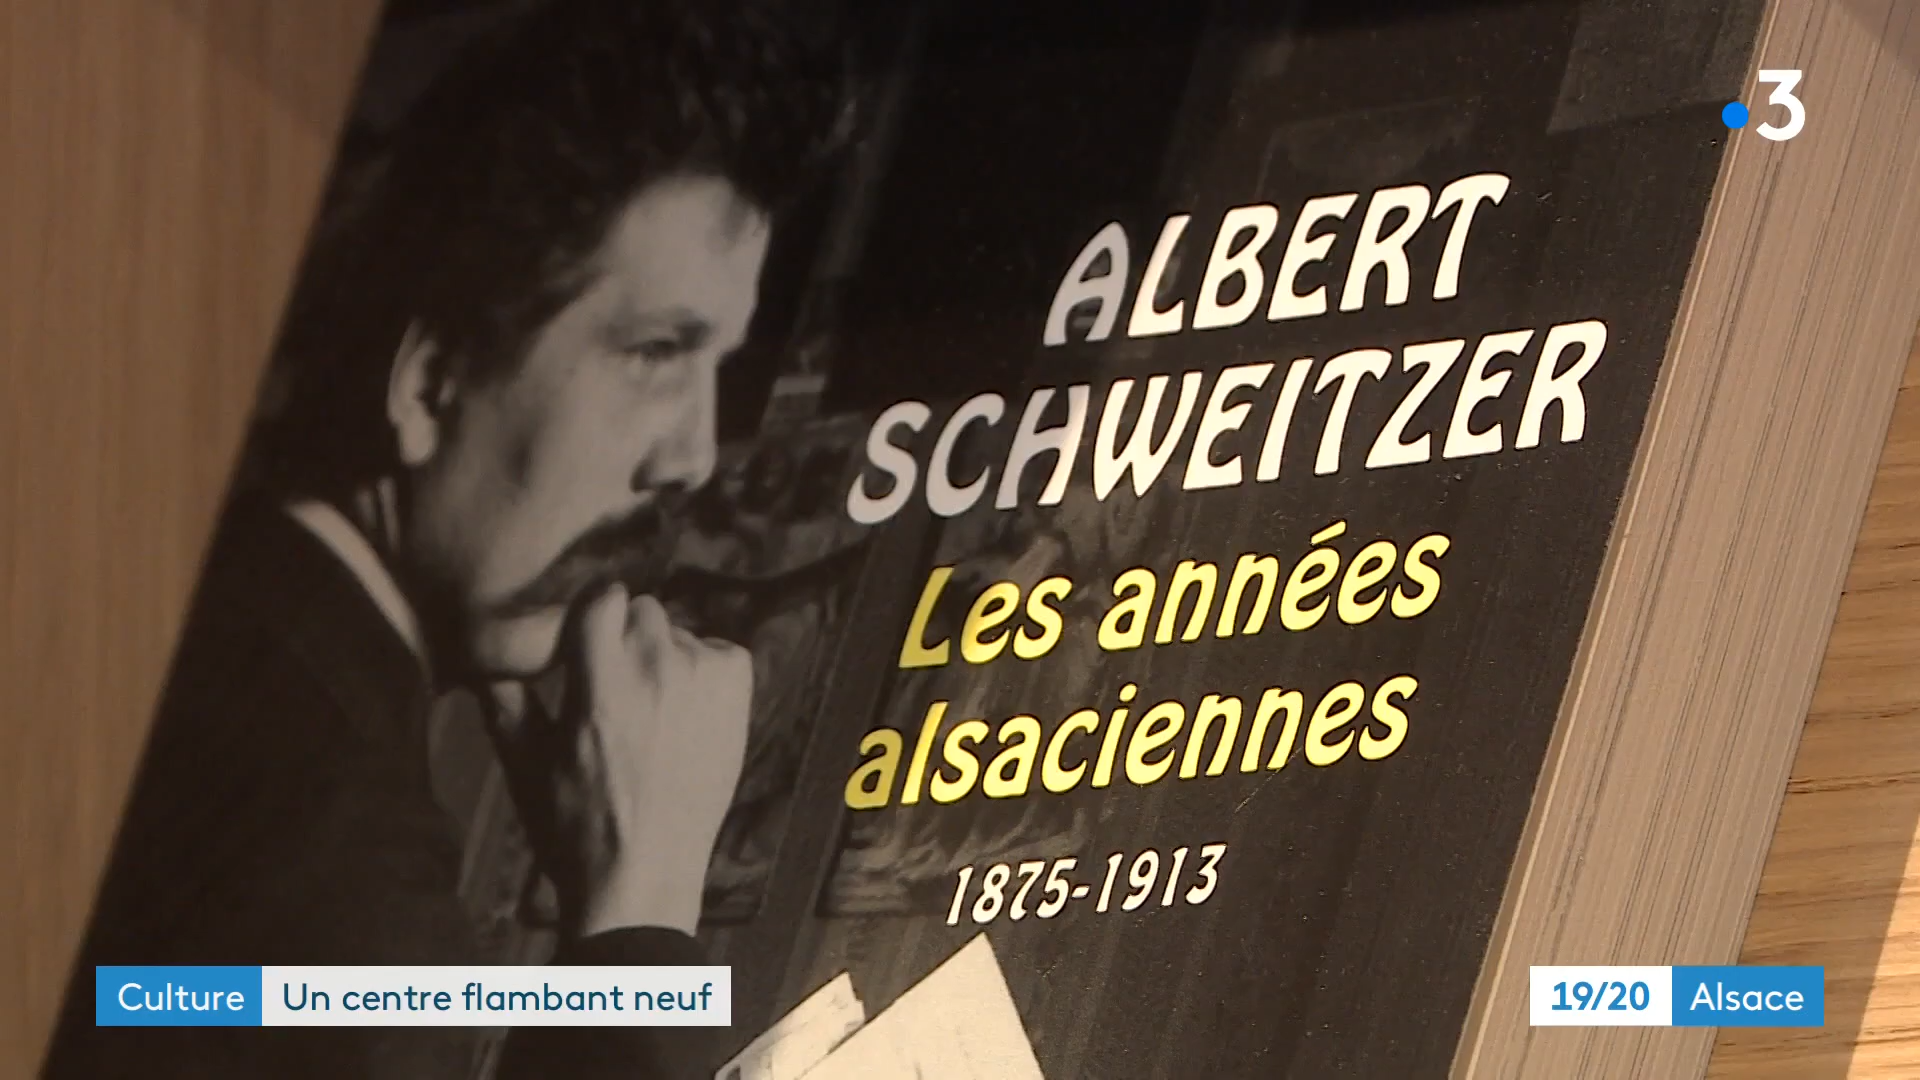 3
ALBERT
SCHWEITZER
Les années
alsaciennes
1875-1913
Culture Un centre flambant neuf
19/20 Alsace